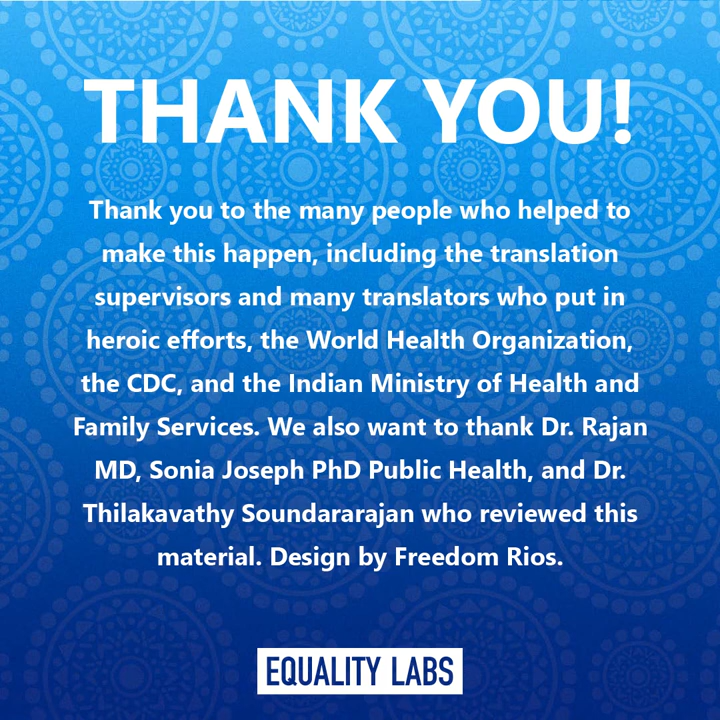 THANK YOU!
Thank you to the many people who helped to
make this happen, including the translation
supervisors and many translators who put in
heroic efforts, the World Health Organization,
the CDC, and the Indian Ministry of Health and
Family Services. We also want to thank Dr. Rajan
MD, Sonia Joseph PhD Public Health, and Dr.
Thilakavathy Soundararajan who reviewed this
material. Design by Freedom Rios.
EQUALITY LABS